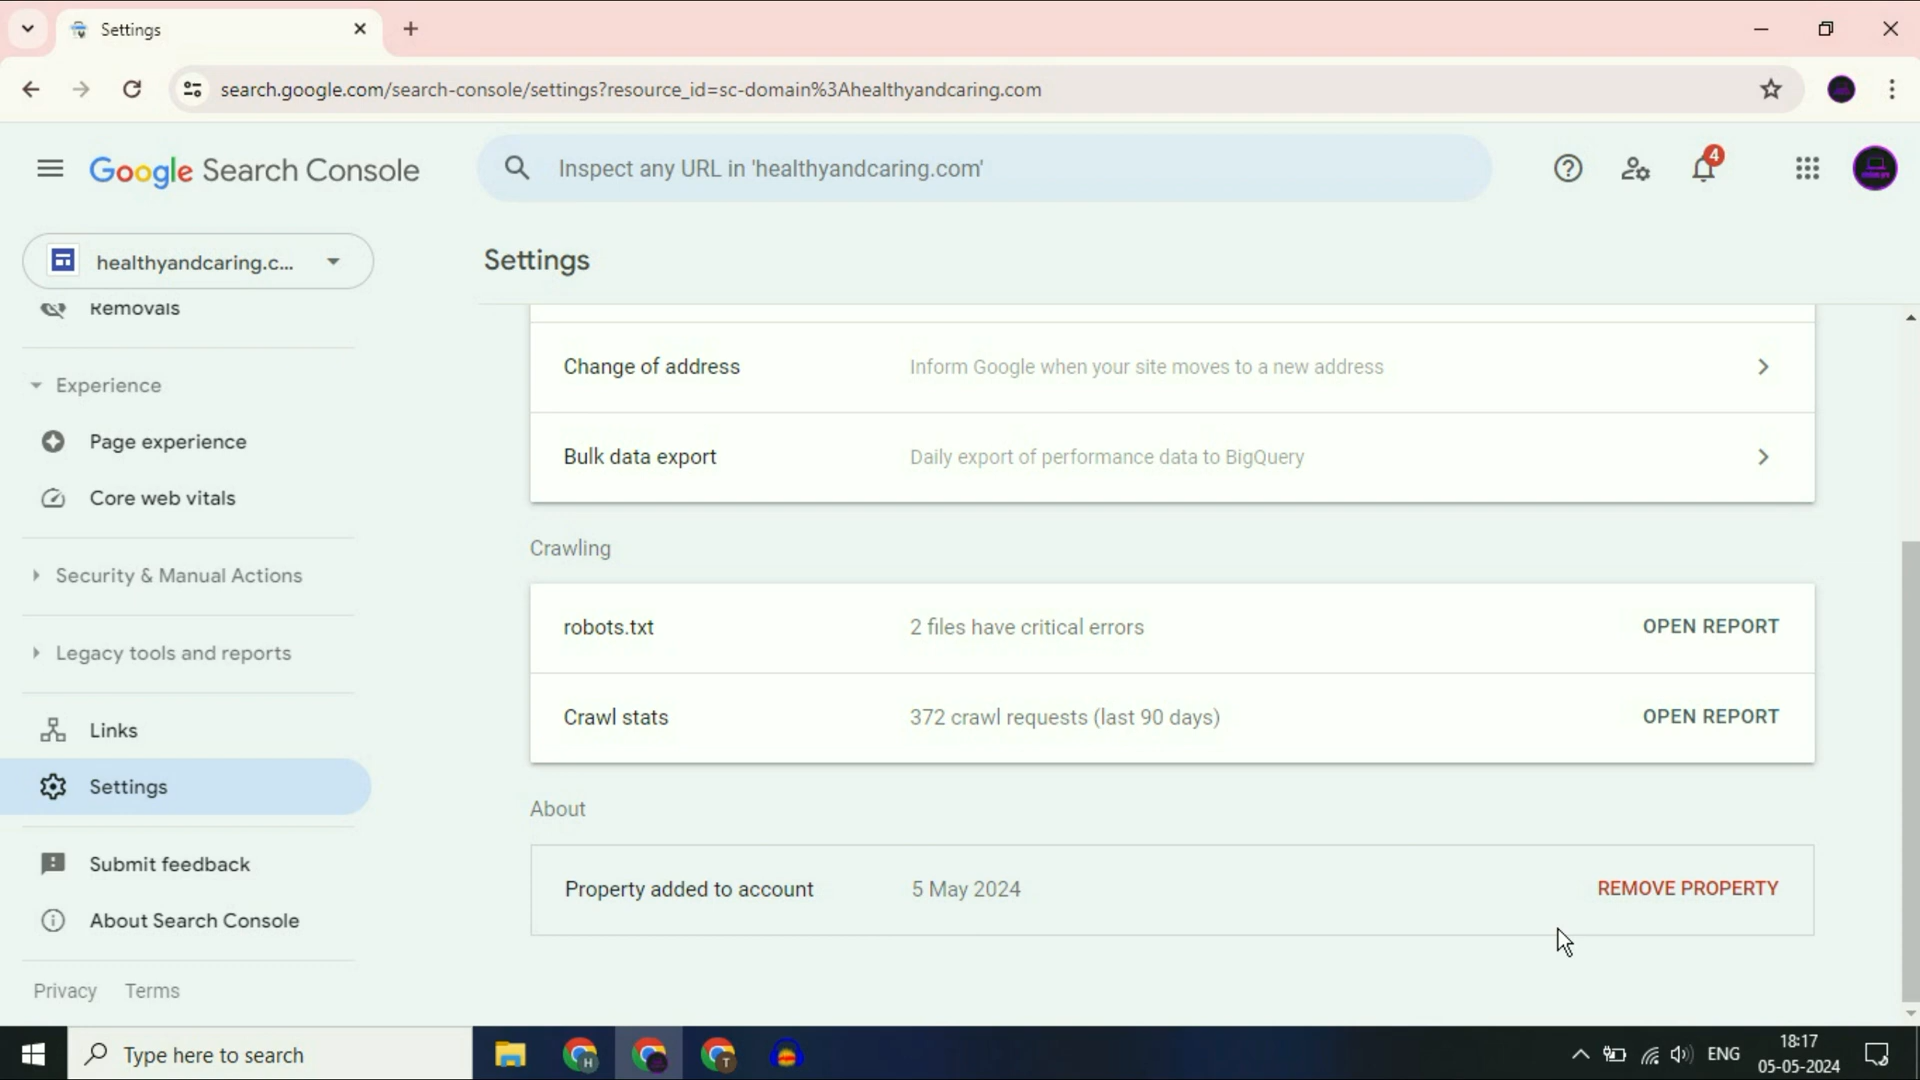 Settings
search.google.com/search-console/settings?resource_id=sc-domain%3Ahealthyandcaring.com
Google Search Console
Inspect any URL in 'healthyandcaring.com'
4
healthyandcaring.c...
Settings
Removals
Experience
Page experience
Core web vitals
Security & Manual Actions
Legacy tools and reports
Links
Settings
Submit feedback
About Search Console
Privacy Terms
Change of address Inform Google when your site moves to a new address
Bulk data export Daily export of performance data to BigQuery
Crawling
robots.txt 2 files have critical errors OPEN REPORT
Crawl stats 372 crawl requests (last 90 days) OPEN REPORT
About
Property added to account 5 May 2024 REMOVE PROPERTY
Type here to search
H
T
ENG
18:17
05-05-2024